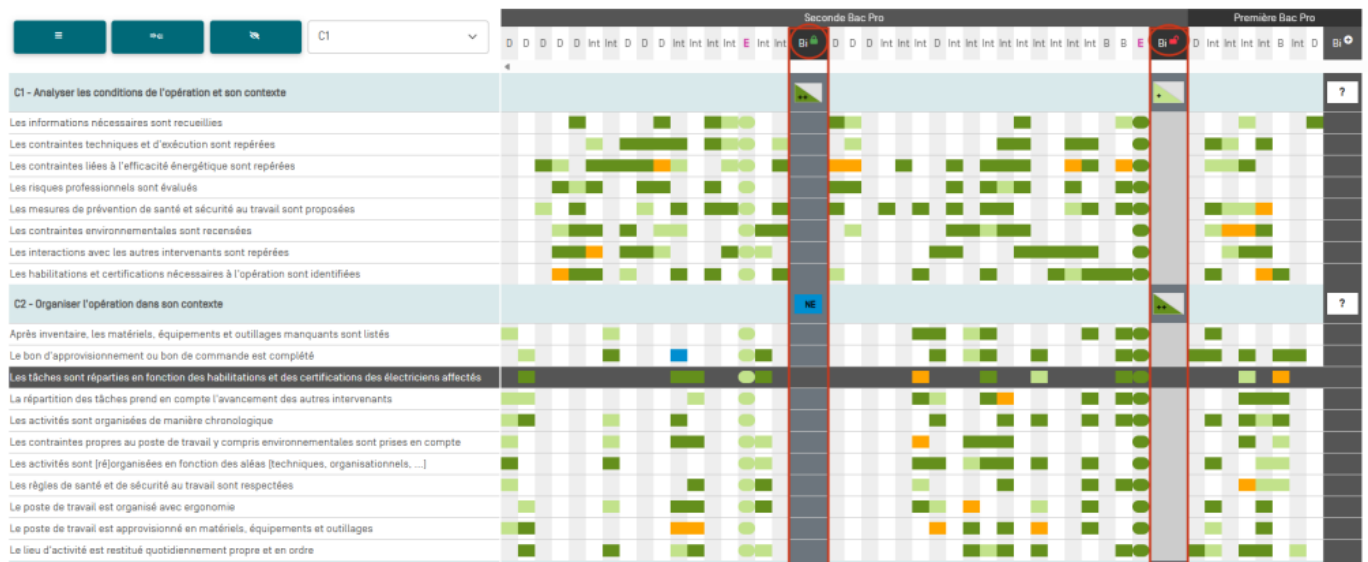 Seconde Bac Pro Première Bac Pro
C1
D D D D D Int Int D D D Int Int Int Int E Int Int Bi D D D Int Int Int D Int Int Int Int Int Int Int Int Int B B E Bi D Int Int Int Int B Int D Bi
C1 - Analyser les conditions de l'opération et son contexte ++ + ?
Les informations nécessaires sont recueillies
Les contraintes techniques et d'exécution sont repérées
Les contraintes liées à l'efficacité énergétique sont repérées
Les risques professionnels sont évalués
Les mesures de prévention de santé et sécurité au travail sont proposées
Les contraintes environnementales sont recensées
Les interactions avec les autres intervenants sont repérées
Les habilitations et certifications nécessaires à l'opération sont identifiées
C2 - Organiser l'opération dans son contexte NE ++ ?
Après inventaire, les matériels, équipements et outillages manquants sont listés
Le bon d'approvisionnement ou bon de commande est complété
Les tâches sont réparties en fonction des habilitations et des certifications des électriciens affectés
La répartition des tâches prend en compte l'avancement des autres intervenants
Les activités sont organisées de manière chronologique
Les contraintes propres au poste de travail y compris environnementales sont prises en compte
Les activités sont (ré)organisées en fonction des aléas (techniques, organisationnels, ...)
Les règles de santé et de sécurité au travail sont respectées
Le poste de travail est organisé avec ergonomie
Le poste de travail est approvisionné en matériels, équipements et outillages
Le lieu d'activité est restitué quotidiennement propre et en ordre